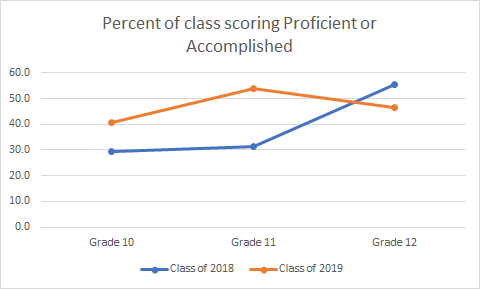 Percent of class scoring Proficient or
Accomplished
60.0
50.0
40.0
30.0
20.0
10.0
0.0
Grade 10 Grade 11 Grade 12
Class of 2018 Class of 2019